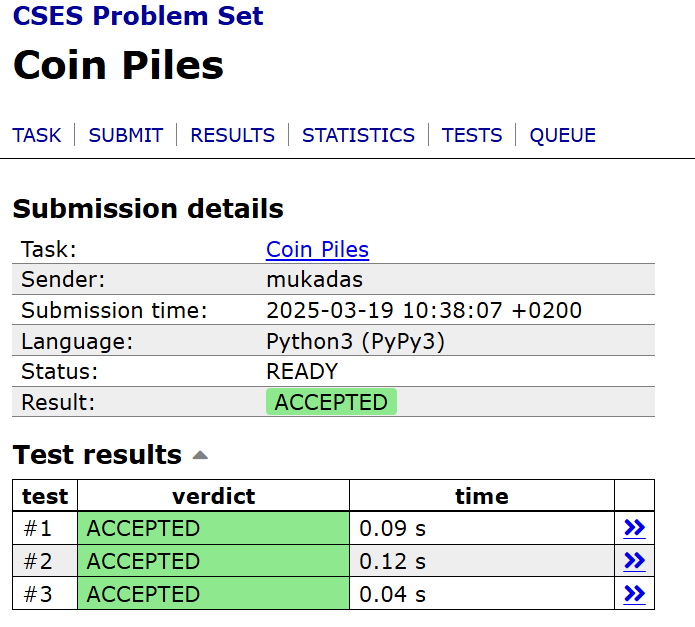 CSES Problem Set
Coin Piles
TASK SUBMIT RESULTS STATISTICS TESTS QUEUE
Submission details
Task: Coin Piles
Sender: mukadas
Submission time: 2025-03-19 10:38:07 +0200
Language: Python3 (PyPy3)
Status: READY
Result: ACCEPTED
Test results
test verdict time
#1 ACCEPTED 0.09 s »
#2 ACCEPTED 0.12 s »
#3 ACCEPTED 0.04 s »